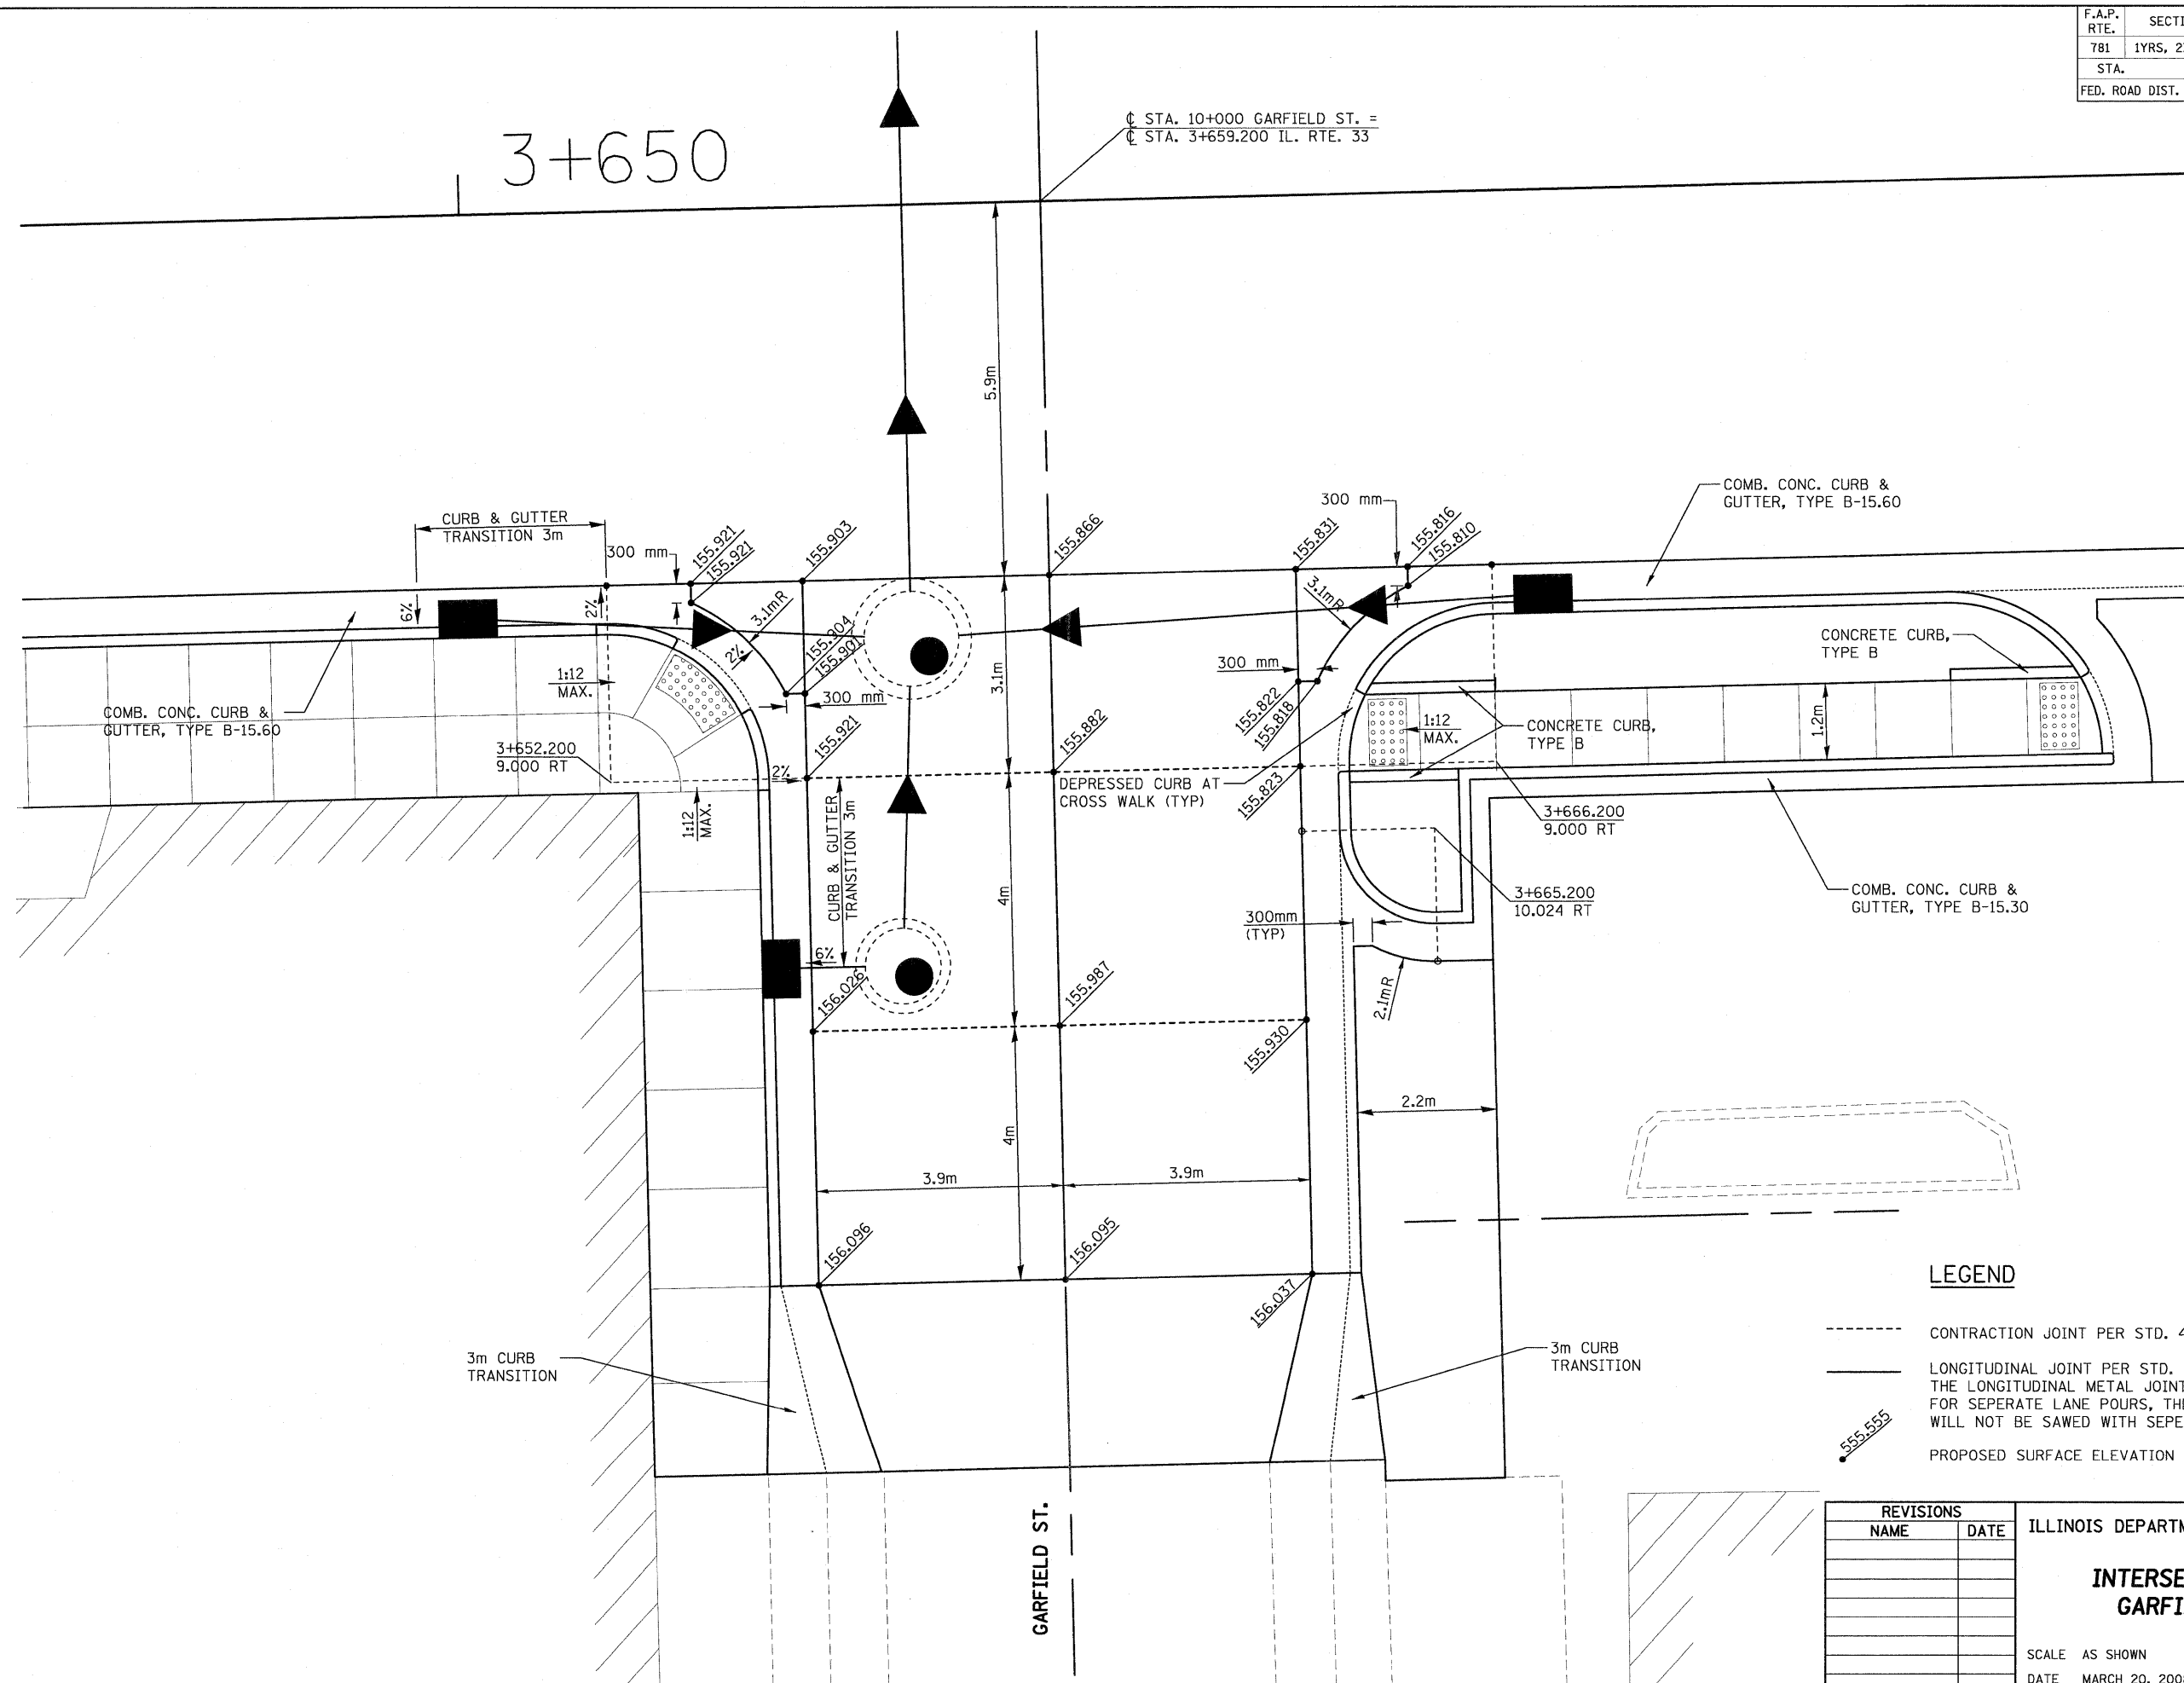 F.A.P.
RTE.
781 1YRS,
STA.
FED. ROAD DIST.
3+650
℄ STA. 10+000 GARFIELD ST. =
℄ STA. 3+659.200 IL. RTE. 33
5.9m
CURB & GUTTER
TRANSITION 3m
300 mm
155.921
155.921
155.903
155.866
155.831
300 mm
155.816
155.810
COMB. CONC. CURB &
GUTTER, TYPE B-15.60
6%
2%
3.1mR
2%
155.904
155.901
300 mm
3.1m
3.1mR
300 mm
155.822
155.818
CONCRETE CURB,
TYPE B
1:12
MAX.
COMB. CONC. CURB &
GUTTER, TYPE B-15.60
3+652.200
9.000 RT
2%
155.921
155.882
DEPRESSED CURB AT
CROSS WALK (TYP)
155.823
1:12
MAX.
CONCRETE CURB,
TYPE B
1.2m
1:12
MAX.
CURB & GUTTER
TRANSITION 3m
3+666.200
9.000 RT
4m
3+665.200
10.024 RT
COMB. CONC. CURB &
GUTTER, TYPE B-15.30
300mm
(TYP)
6%
156.026
155.987
155.930
2.1mR
2.2m
4m
3.9m
3.9m
156.096
156.095
156.037
3m CURB
TRANSITION
3m CURB
TRANSITION
LEGEND
CONTRACTION JOINT PER STD.
LONGITUDINAL JOINT PER STD.
THE LONGITUDINAL METAL JOINT
FOR SEPERATE LANE POURS,
WILL NOT BE SAWED WITH
555.555
PROPOSED SURFACE ELEVATION
GARFIELD ST.
REVISIONS
NAME DATE
ILLINOIS
SCALE AS SHOWN
DATE MARCH 20,